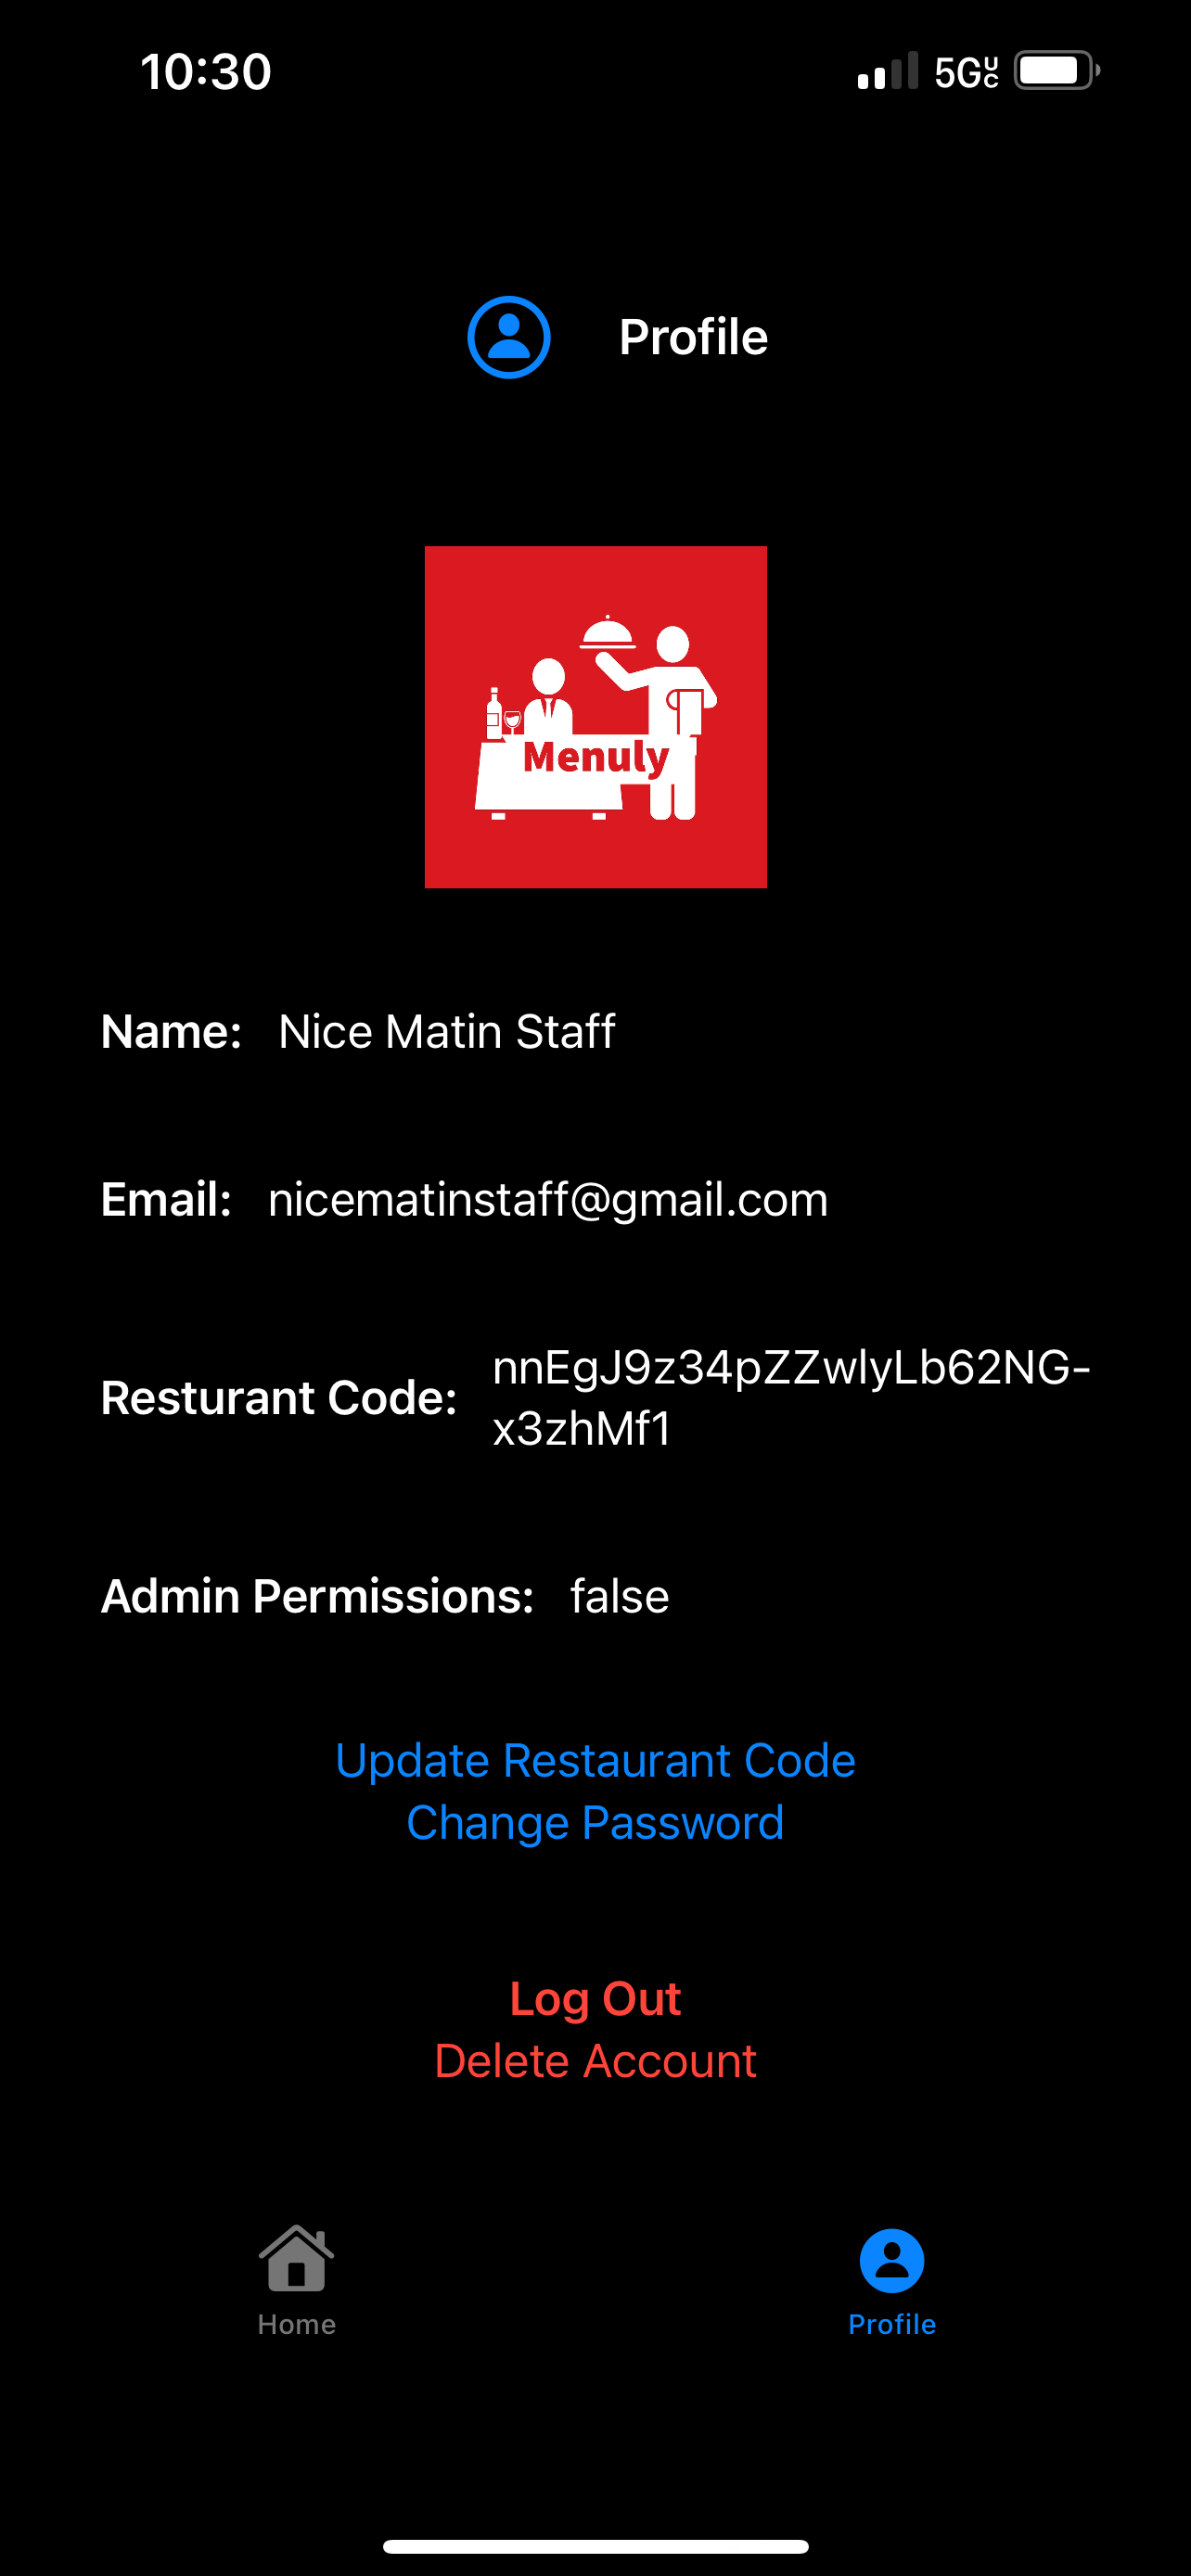 10:30
5G UC
Profile
Menuly
Name: Nice Matin Staff
Email: nicematinstaff@gmail.com
Resturant Code: nnEgJ9z34pZZwlyLb62NG-
x3zhMf1
Admin Permissions: false
Update Restaurant Code
Change Password
Log Out
Delete Account
Home
Profile